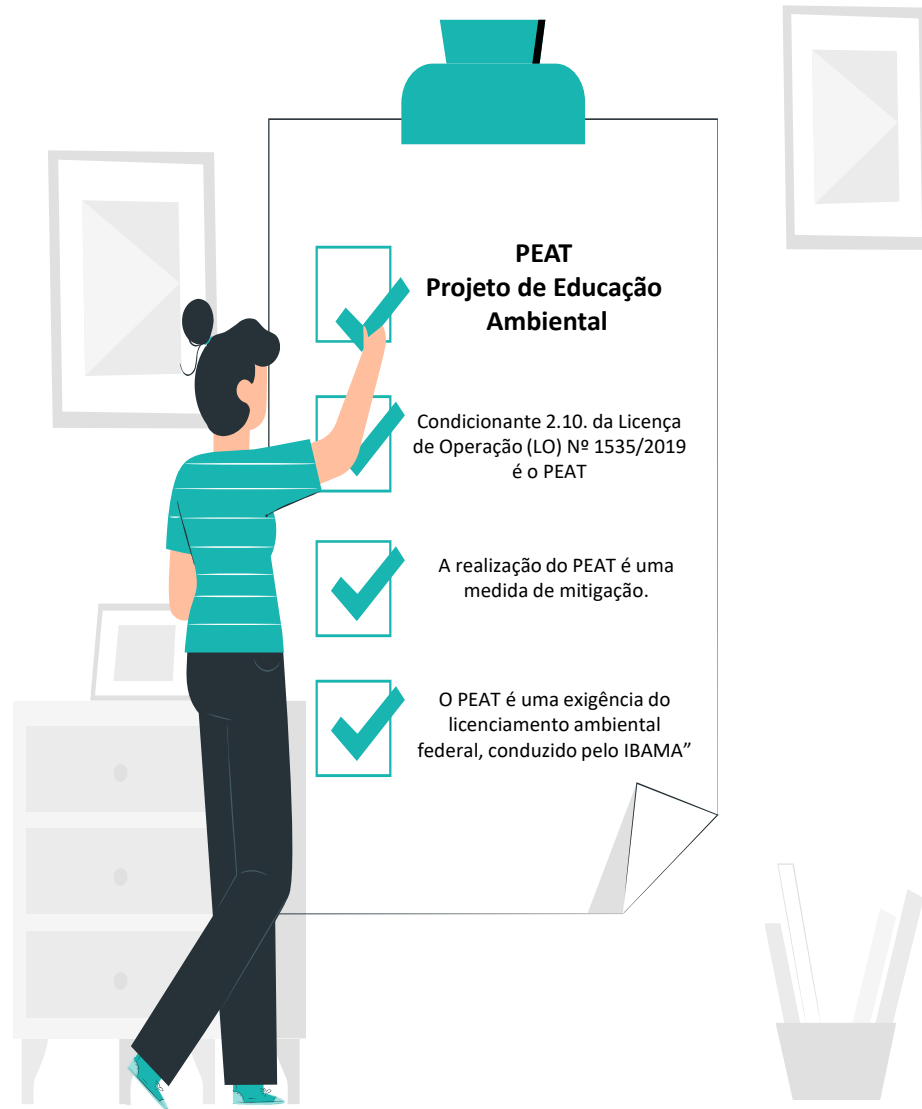 PEAT
Projeto de Educação
Ambiental
Condicionante 2.10. da Licença
de Operação (LO) Nº 1535/2019
é o PEAT
A realização do PEAT é uma
medida de mitigação.
O PEAT é uma exigência do
licenciamento ambiental
federal, conduzido pelo IBAMA”